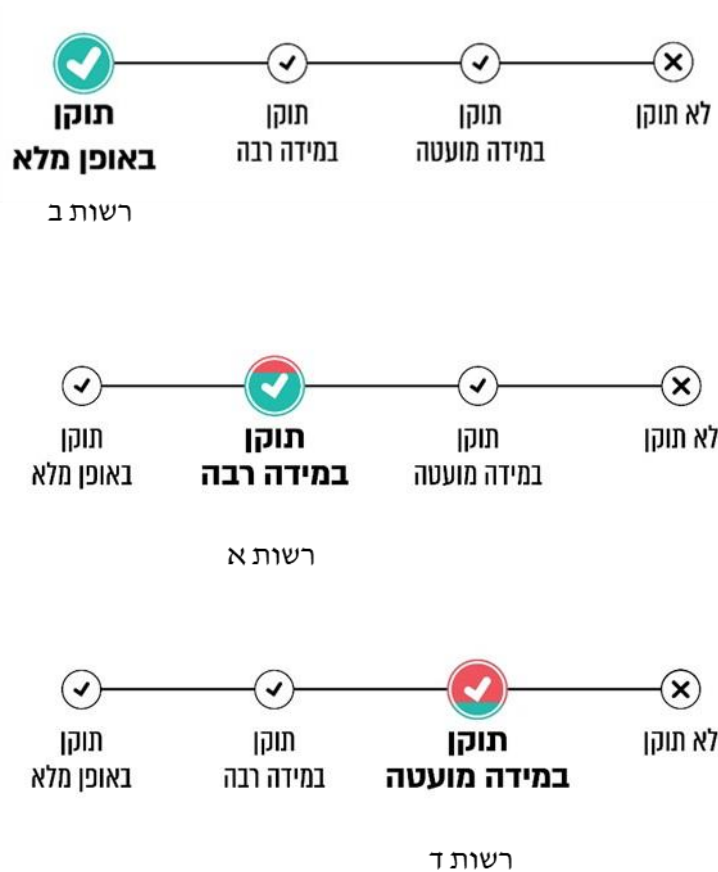 לא תוקן
תוקן
במידה מועטה
תוקן
במידה רבה
תוקן
באופן מלא
רשות ב
לא תוקן
תוקן
במידה מועטה
תוקן
במידה רבה
תוקן
באופן מלא
רשות א
לא תוקן
תוקן
במידה מועטה
תוקן
במידה רבה
תוקן
באופן מלא
רשות ד